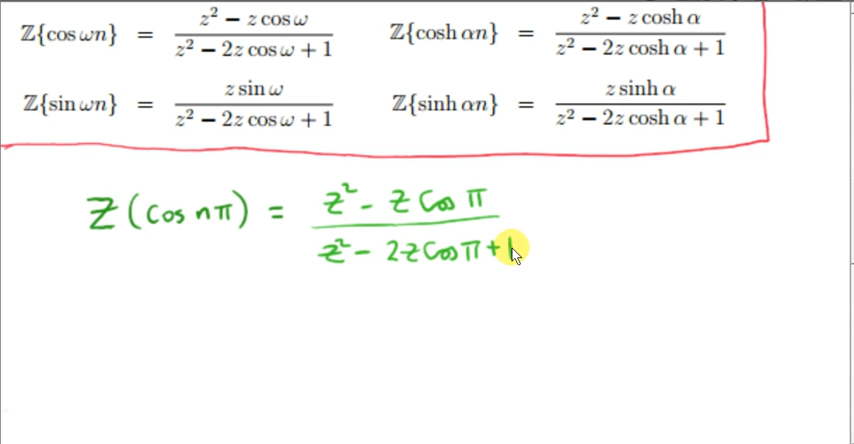 ℤ{cos ωn} = (z² − z cos ω)/(z² − 2z cos ω + 1) ℤ{cosh αn} = (z² − z cosh α)/(z² − 2z cosh α + 1)
ℤ{sin ωn} = (z sin ω)/(z² − 2z cos ω + 1) ℤ{sinh αn} = (z sinh α)/(z² − 2z cosh α + 1)
Z(Cos nπ) = (z² - z Cos π)/(z² - 2z Cos π + 1)